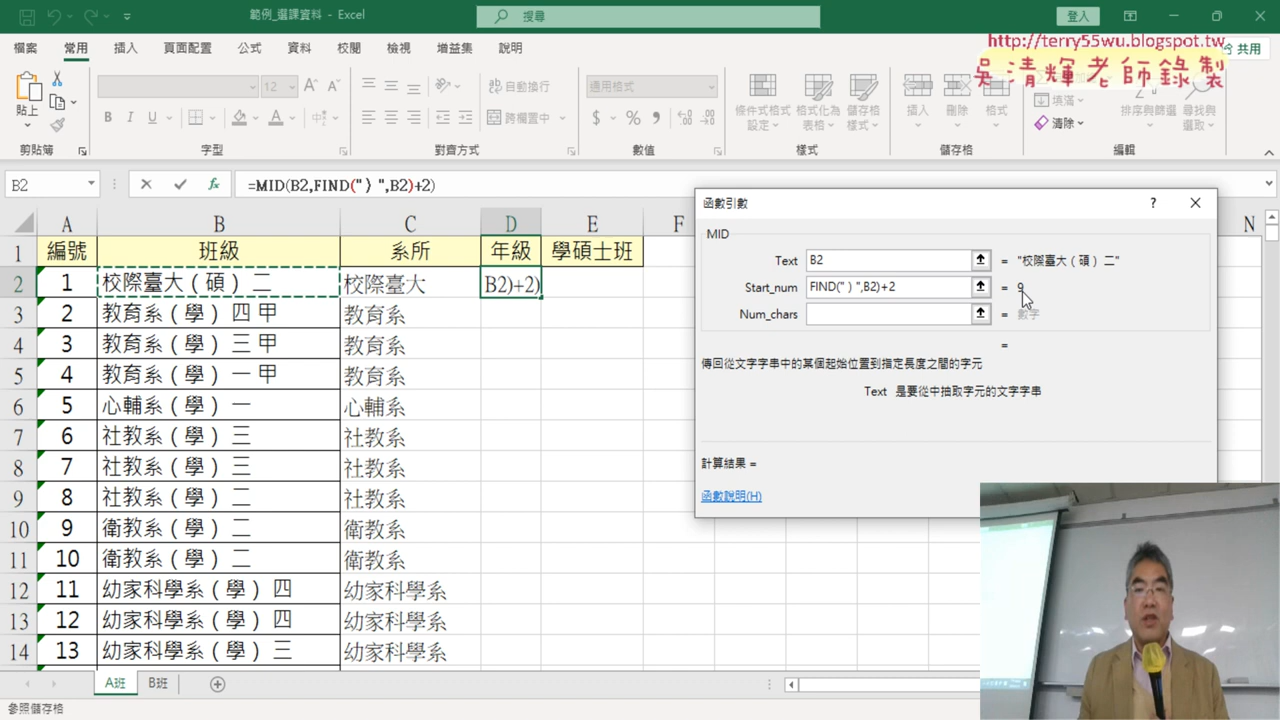 範例_選課資料 - Excel
搜尋
登入
http://terry55wu.blogspot.tw
吳清輝老師錄製
檔案 常用 插入 頁面配置 公式 資料 校閱 檢視 增益集 說明
共用
貼上
12
自動換行
通用格式
B I U
跨欄置中
條件式格式設定
格式化為表格
儲存格樣式
插入 刪除 格式
填滿
清除
排序與篩選
尋找與選取
剪貼簿 字型 對齊方式 數值 樣式 儲存格 編輯
B2
=MID(B2,FIND("）",B2)+2)
A B C D E F N
1 編號 班級 系所 年級 學碩士班
2 1 校際臺大（碩） 二 校際臺大 B2)+2)
3 2 教育系（學） 四 甲 教育系
4 3 教育系（學） 三 甲 教育系
5 4 教育系（學） 一 甲 教育系
6 5 心輔系（學） 一 心輔系
7 6 社教系（學） 三 社教系
8 7 社教系（學） 三 社教系
9 8 社教系（學） 二 社教系
10 9 衛教系（學） 二 衛教系
11 10 衛教系（學） 二 衛教系
12 11 幼家科學系（學） 四 幼家科學系
13 12 幼家科學系（學） 四 幼家科學系
14 13 幼家科學系（學） 三 幼家科學系
函數引數
MID
Text B2 = "校際臺大（碩） 二"
Start_num FIND("）",B2)+2 = 9
Num_chars = 數字
=
傳回從文字字串中的某個起始位置到指定長度之間的字元
Text 是要從中抽取字元的文字字串
計算結果 =
函數說明(H)
A班 B班
參照儲存格